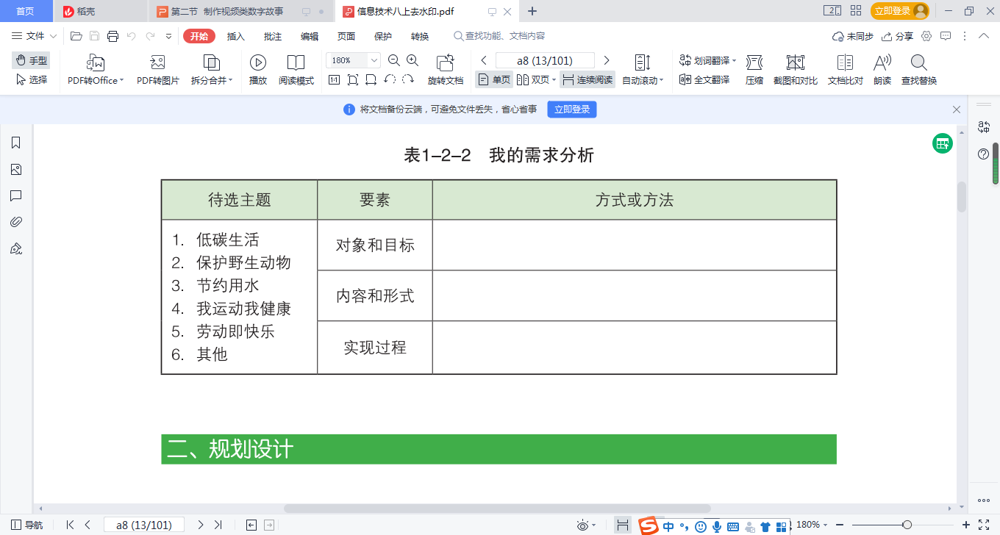 首页 稻壳 第二节 制作视频类数字故事 信息技术八上去水印.pdf 立即登录
文件 开始 插入 批注 编辑 页面 保护 转换 查找功能、文档内容 未同步 分享
手型 180% a8 (13/101) 划词翻译
选择 PDF转Office PDF转图片 拆分合并 播放 阅读模式 1:1 旋转文档 单页 双页 连续阅读 自动滚动 全文翻译 压缩 截图和对比 文档比对 朗读 查找替换
将文档备份云端，可避免文件丢失，省心省事 立即登录
表1-2-2 我的需求分析
待选主题 要素 方式或方法
1. 低碳生活
2. 保护野生动物
3. 节约用水
4. 我运动我健康
5. 劳动即快乐
6. 其他
对象和目标
内容和形式
实现过程
二、规划设计
导航 a8 (13/101) 中 180%